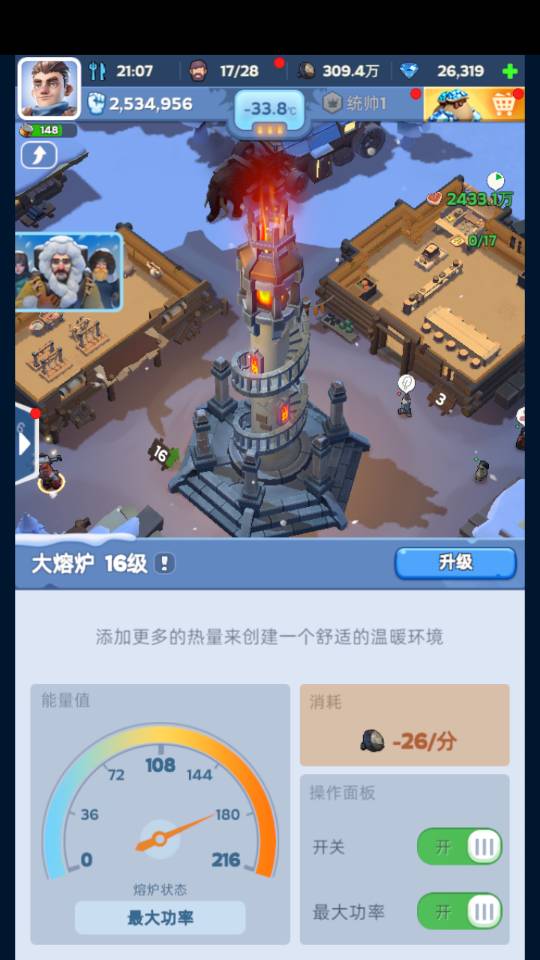 21:07
17/28
309.4万
26,319
2,534,956
-33.8℃
统帅1
148
2433.1万
0/17
3
16
大熔炉 16级 !
升级
添加更多的热量来创建一个舒适的温暖环境
能量值
0
36
72
108
144
180
216
熔炉状态
最大功率
消耗
-26/分
操作面板
开关
开
最大功率
开